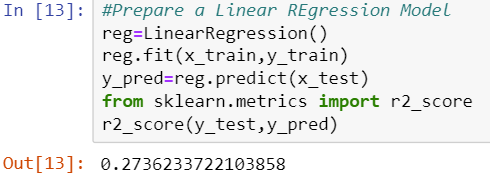 In [13]: #Prepare a Linear REgression Model
reg=LinearRegression()
reg.fit(x_train,y_train)
y_pred=reg.predict(x_test)
from sklearn.metrics import r2_score
r2_score(y_test,y_pred)
Out[13]: 0.2736233722103858